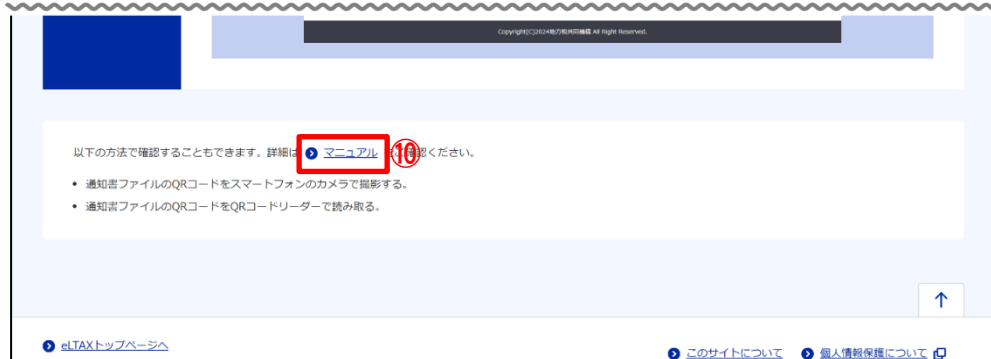 Copyright(C)2024地方税共同機構 All Right Reserved.
以下の方法で確認することもできます。詳細は マニュアル ⑩ ご確認ください。
• 通知書ファイルのQRコードをスマートフォンのカメラで撮影する。
• 通知書ファイルのQRコードをQRコードリーダーで読み取る。
↑
eLTAXトップページへ
このサイトについて 個人情報保護について